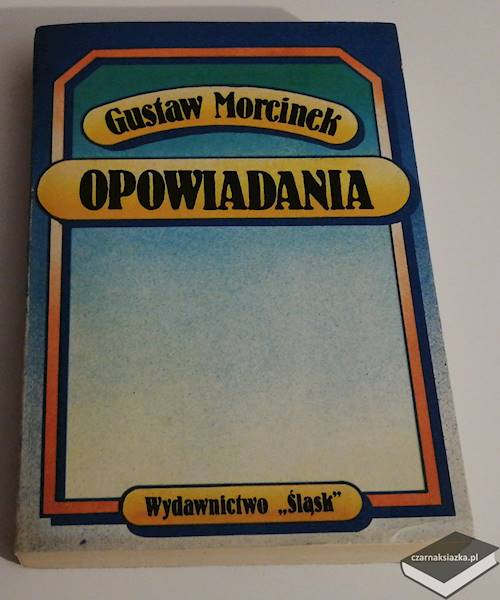 Gustaw Morcinek
OPOWIADANIA
Wydawnictwo „Śląsk”
czarnaksiazka.pl